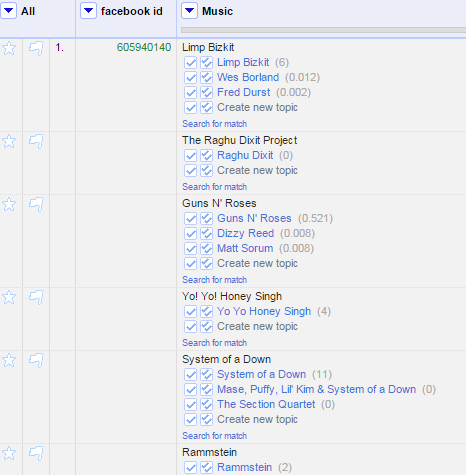 All facebook id Music
1. 605940140 Limp Bizkit
Limp Bizkit (6)
Wes Borland (0.012)
Fred Durst (0.002)
Create new topic
Search for match
The Raghu Dixit Project
Raghu Dixit (0)
Create new topic
Search for match
Guns N' Roses
Guns N' Roses (0.521)
Dizzy Reed (0.008)
Matt Sorum (0.008)
Create new topic
Search for match
Yo! Yo! Honey Singh
Yo Yo Honey Singh (4)
Create new topic
Search for match
System of a Down
System of a Down (11)
Mase, Puffy, Lil' Kim & System of a Down (0)
The Section Quartet (0)
Create new topic
Search for match
Rammstein
Rammstein (2)